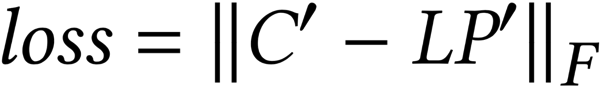 loss = ‖C′ − LP′‖_F